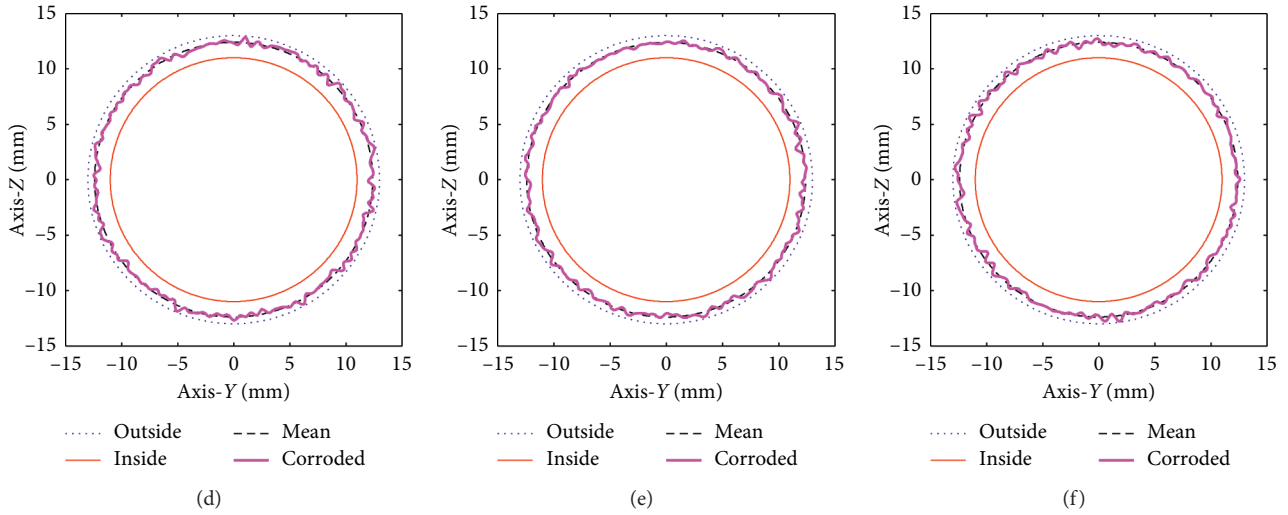 15
10
5
0
−5
−10
−15
−15 −10 −5 0 5 10 15
Axis-Z (mm)
Axis-Y (mm)
Outside Mean
Inside Corroded
(d)
15
10
5
0
−5
−10
−15
−15 −10 −5 0 5 10 15
Axis-Z (mm)
Axis-Y (mm)
Outside Mean
Inside Corroded
(e)
15
10
5
0
−5
−10
−15
−15 −10 −5 0 5 10 15
Axis-Z (mm)
Axis-Y (mm)
Outside Mean
Inside Corroded
(f)